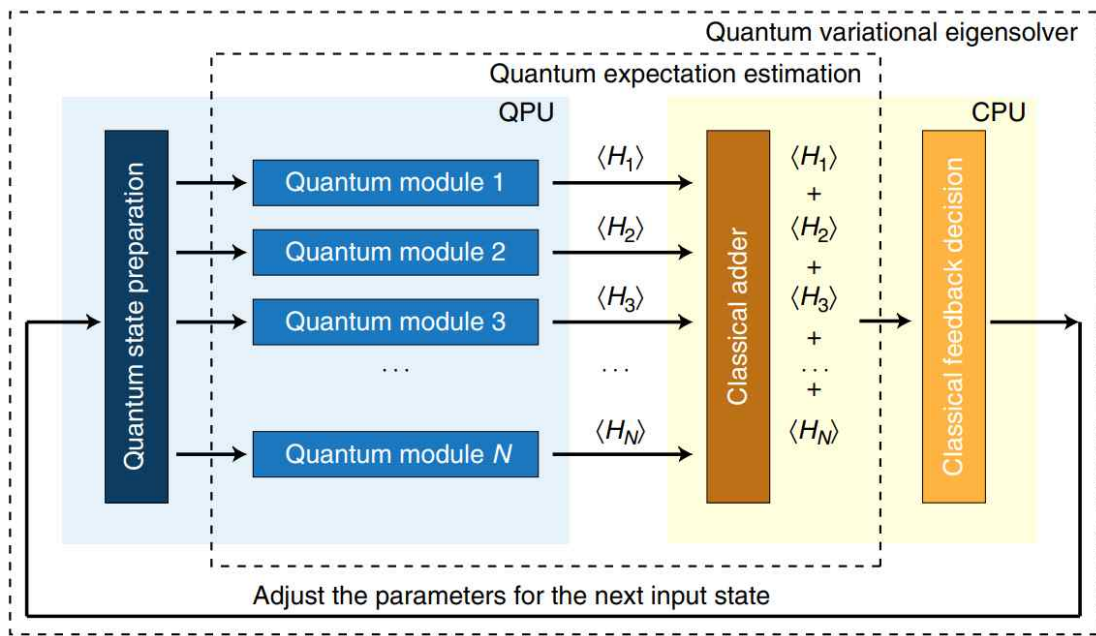 Quantum variational eigensolver
Quantum expectation estimation
QPU
CPU
Quantum state preparation
Quantum module 1
Quantum module 2
Quantum module 3
...
Quantum module N
⟨H₁⟩
⟨H₂⟩
⟨H₃⟩
...
⟨H_N⟩
Classical adder
⟨H₁⟩
+
⟨H₂⟩
+
⟨H₃⟩
+
...
+
⟨H_N⟩
Classical feedback decision
Adjust the parameters for the next input state